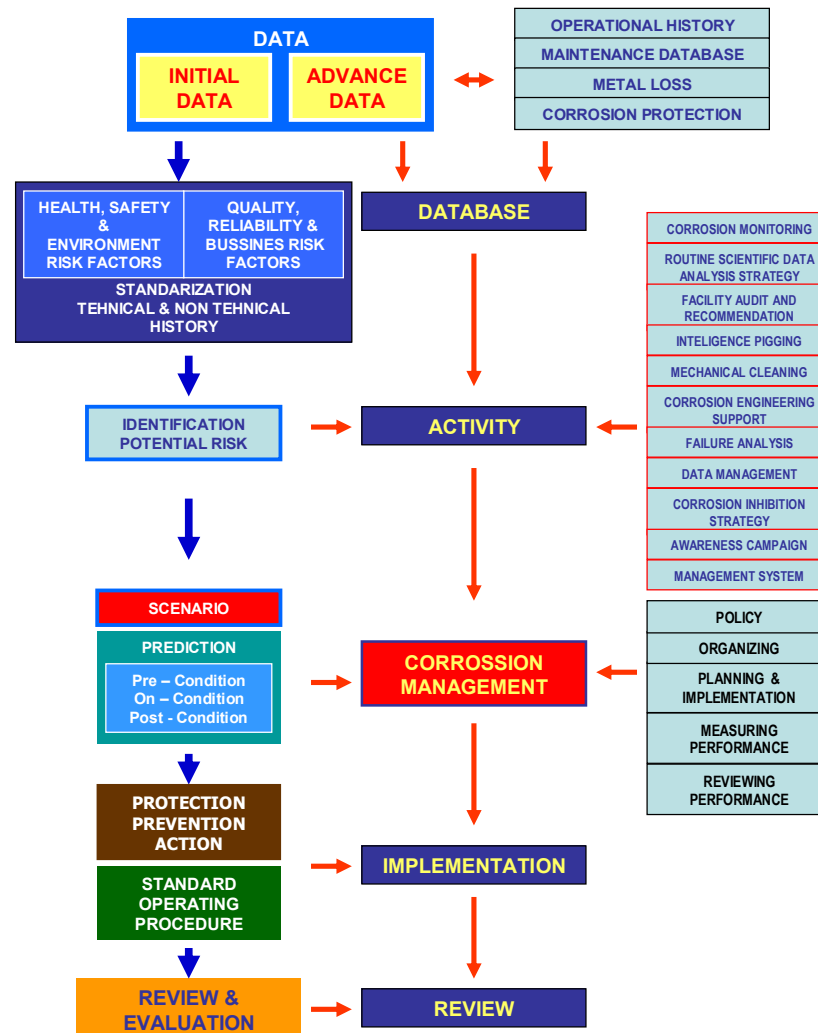 DATA
INITIAL
DATA
ADVANCE
DATA
OPERATIONAL HISTORY
MAINTENANCE DATABASE
METAL LOSS
CORROSION PROTECTION
HEALTH, SAFETY
&
ENVIRONMENT
RISK FACTORS
QUALITY,
RELIABILITY &
BUSSINES RISK
FACTORS
STANDARIZATION
TEHNICAL & NON TEHNICAL
HISTORY
DATABASE
CORROSION MONITORING
ROUTINE SCIENTIFIC DATA
ANALYSIS STRATEGY
FACILITY AUDIT AND
RECOMMENDATION
INTELIGENCE PIGGING
MECHANICAL CLEANING
CORROSION ENGINEERING
SUPPORT
FAILURE ANALYSIS
DATA MANAGEMENT
CORROSION INHIBITION
STRATEGY
AWARENESS CAMPAIGN
MANAGEMENT SYSTEM
IDENTIFICATION
POTENTIAL RISK
ACTIVITY
SCENARIO
PREDICTION
Pre – Condition
On – Condition
Post - Condition
CORROSSION
MANAGEMENT
POLICY
ORGANIZING
PLANNING &
IMPLEMENTATION
MEASURING
PERFORMANCE
REVIEWING
PERFORMANCE
PROTECTION
PREVENTION
ACTION
STANDARD
OPERATING
PROCEDURE
IMPLEMENTATION
REVIEW &
EVALUATION
REVIEW